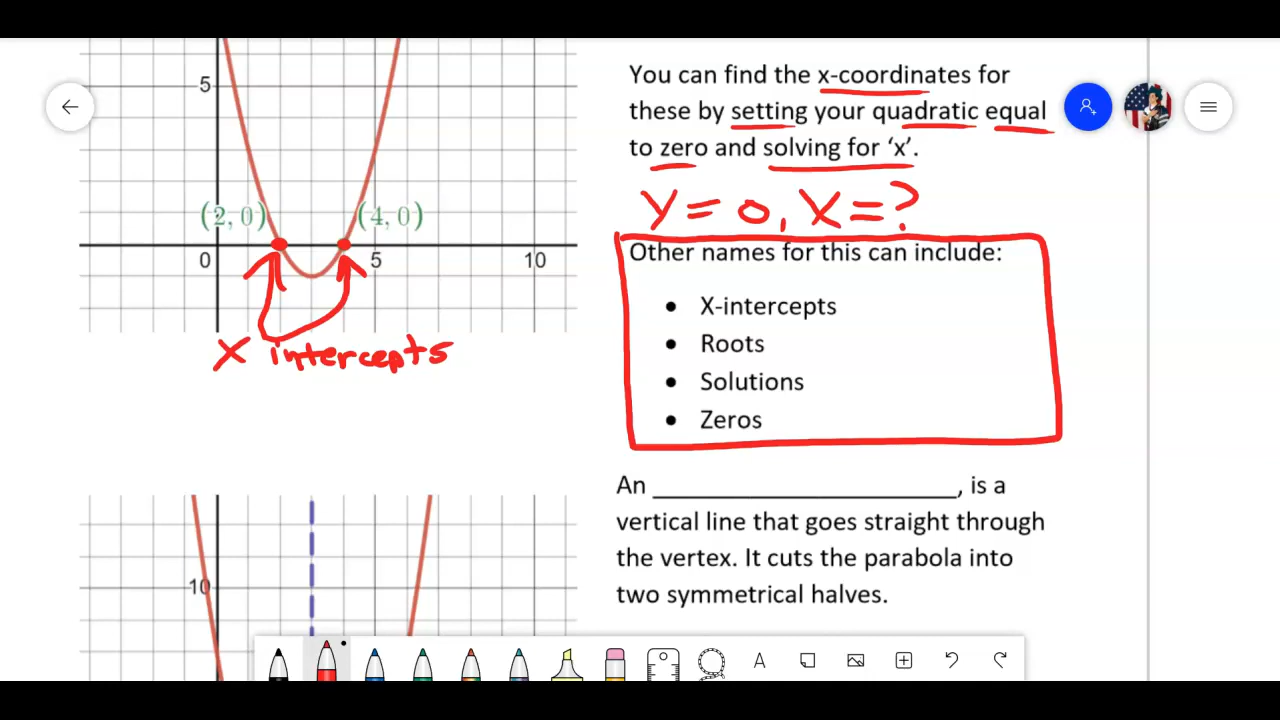 5
(2, 0)
(4, 0)
0
5
10
X intercepts
10
You can find the x-coordinates for
these by setting your quadratic equal
to zero and solving for ‘x’.
Y = 0, X = ?
Other names for this can include:
• X-intercepts
• Roots
• Solutions
• Zeros
An ______________________, is a
vertical line that goes straight through
the vertex. It cuts the parabola into
two symmetrical halves.
A